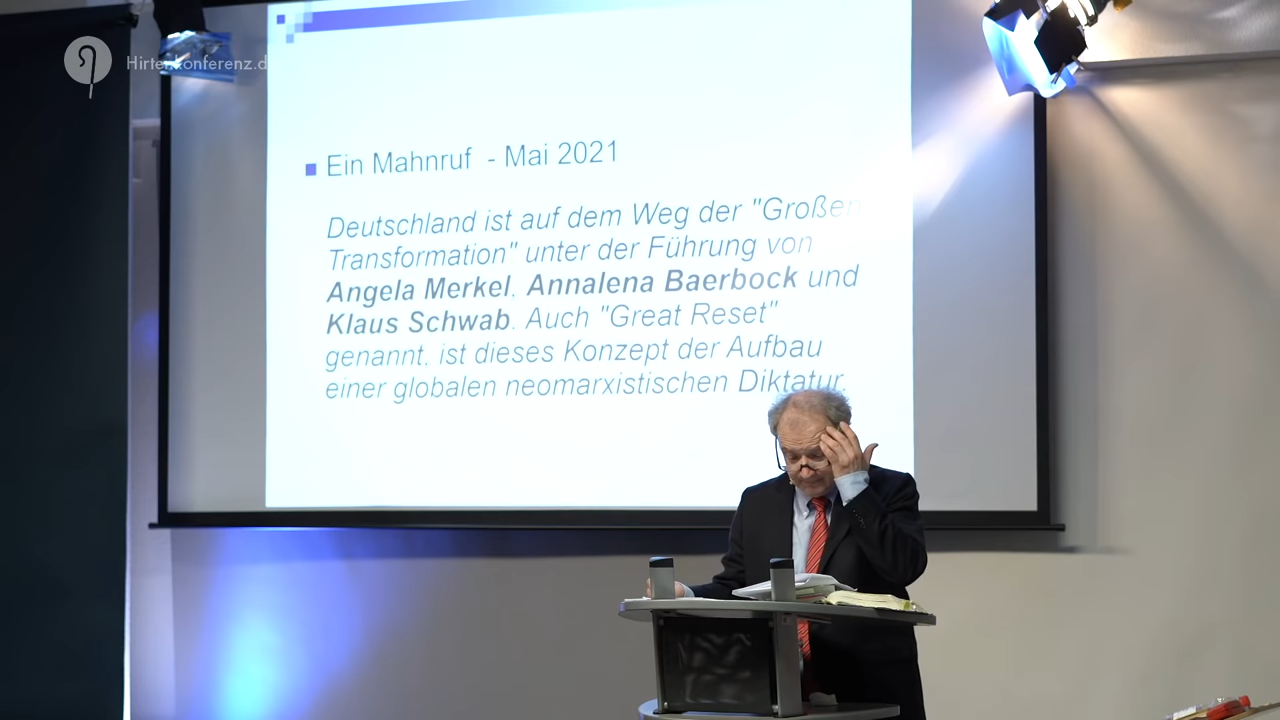 Hirtenkonferenz.d
Ein Mahnruf - Mai 2021
Deutschland ist auf dem Weg der "Großen
Transformation" unter der Führung von
Angela Merkel, Annalena Baerbock und
Klaus Schwab. Auch "Great Reset"
genannt, ist dieses Konzept der Aufbau
einer globalen neomarxistischen Diktatur.